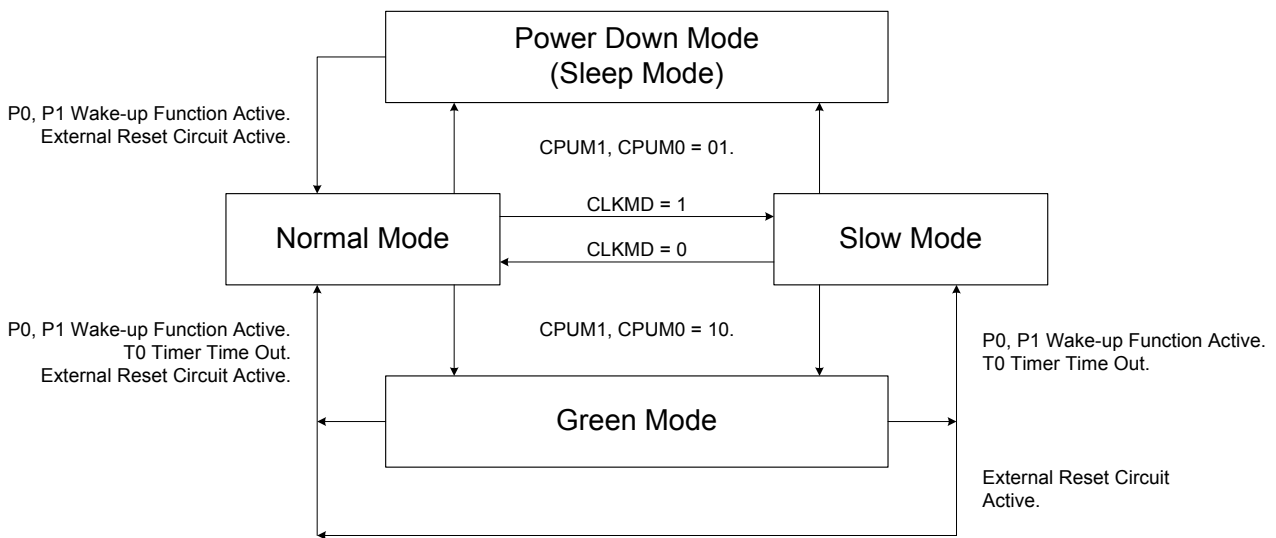 Power Down Mode
(Sleep Mode)
P0, P1 Wake-up Function Active.
External Reset Circuit Active.
CPUM1, CPUM0 = 01.
CLKMD = 1
Normal Mode
Slow Mode
CLKMD = 0
P0, P1 Wake-up Function Active.
T0 Timer Time Out.
External Reset Circuit Active.
CPUM1, CPUM0 = 10.
P0, P1 Wake-up Function Active.
T0 Timer Time Out.
Green Mode
External Reset Circuit
Active.